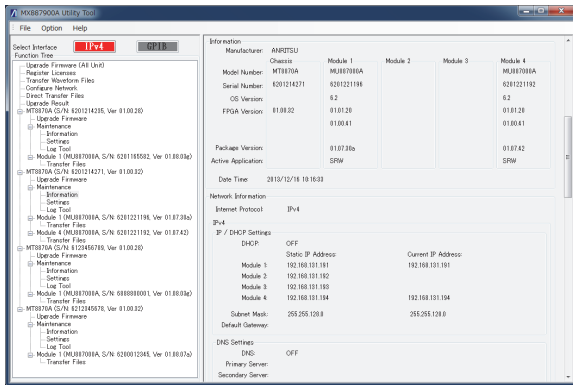 MX887900A Utility Tool
File Option Help
Select Interface IPv4 GPIB
Function Tree
Upgrade Firmware (All Unit)
Register Licenses
Transfer Waveform Files
Configure Network
Direct Transfer Files
Upgrade Result
MT8870A (S/N: 6201214235, Ver 01.00.28)
Upgrade Firmware
Maintenance
Information
Settings
Log Tool
Module 1 (MU887000A, S/N: 6201165582, Ver 01.08.03g)
Transfer Files
MT8870A (S/N: 6201214271, Ver 01.00.32)
Upgrade Firmware
Maintenance
Information
Settings
Log Tool
Module 1 (MU887000A, S/N: 6201221196, Ver 01.07.30a)
Transfer Files
Module 4 (MU887000A, S/N: 6201221192, Ver 01.07.42)
Transfer Files
MT8870A (S/N: 6123456789, Ver 01.00.28)
Upgrade Firmware
Maintenance
Information
Settings
Log Tool
Module 1 (MU887000A, S/N: 6888880001, Ver 01.08.03g)
Transfer Files
MT8870A (S/N: 6212345678, Ver 01.00.32)
Upgrade Firmware
Maintenance
Information
Settings
Log Tool
Module 1 (MU887000A, S/N: 6200012345, Ver 01.08.07a)
Transfer Files
Information
Manufacturer: ANRITSU
Chassis Module 1 Module 2 Module 3 Module 4
Model Number: MT8870A MU887000A MU887000A
Serial Number: 6201214271 6201221196 6201221192
OS Version: 6.2 6.2
FPGA Version: 01.00.32 01.01.20 01.01.20
01.00.41 01.00.41
Package Version: 01.07.30a 01.07.42
Active Application: SRW SRW
Date Time: 2013/12/16 10:16:33
Network Information
Internet Protocol: IPv4
IPv4
IP / DHCP Settings
DHCP: OFF
Static IP Address: Current IP Address:
Module 1: 192.168.131.191 192.168.131.191
Module 2: 192.168.131.192
Module 3: 192.168.131.193
Module 4: 192.168.131.194 192.168.131.194
Subnet Mask: 255.255.128.0 255.255.128.0
Default Gateway:
DNS Settings
DNS: OFF
Primary Server:
Secondary Server: